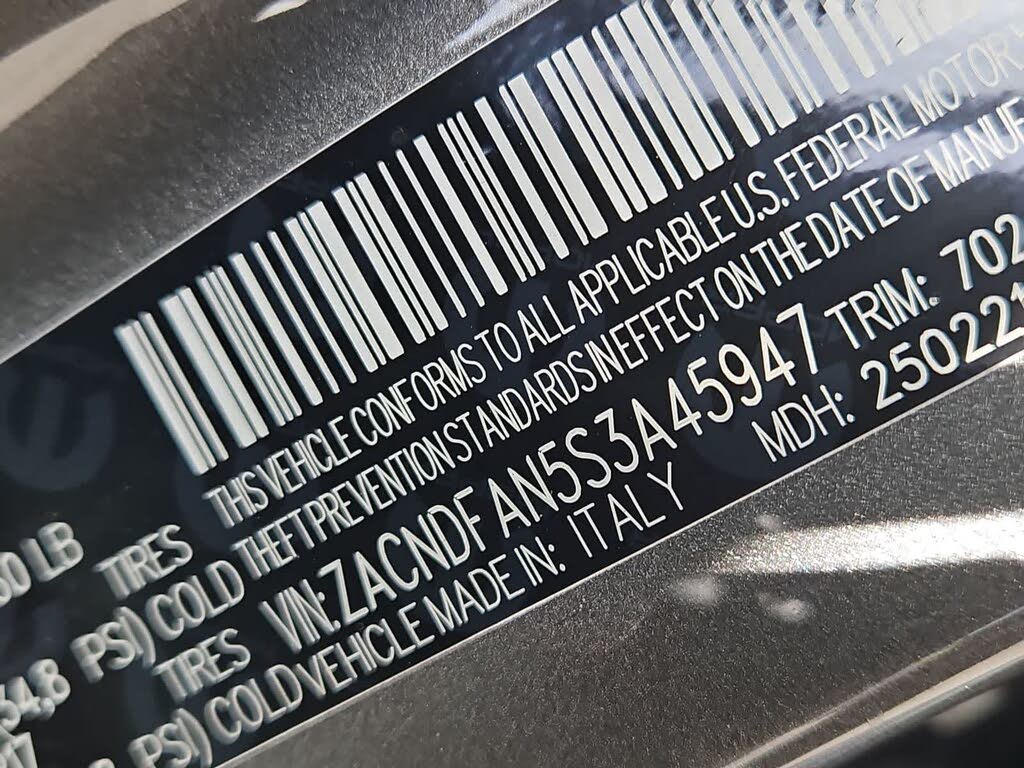 THIS VEHICLE CONFORMS TO ALL APPLICABLE U.S. FEDERAL MOTOR
THEFT PREVENTION STANDARDS IN EFFECT ON THE DATE OF MANUF
VIN: ZACNDFAN5S3A45947 TRIM: 702
VEHICLE MADE IN: ITALY MDH: 250221
LB
TIRES
PSI) COLD
TIRES
PSI) COLD